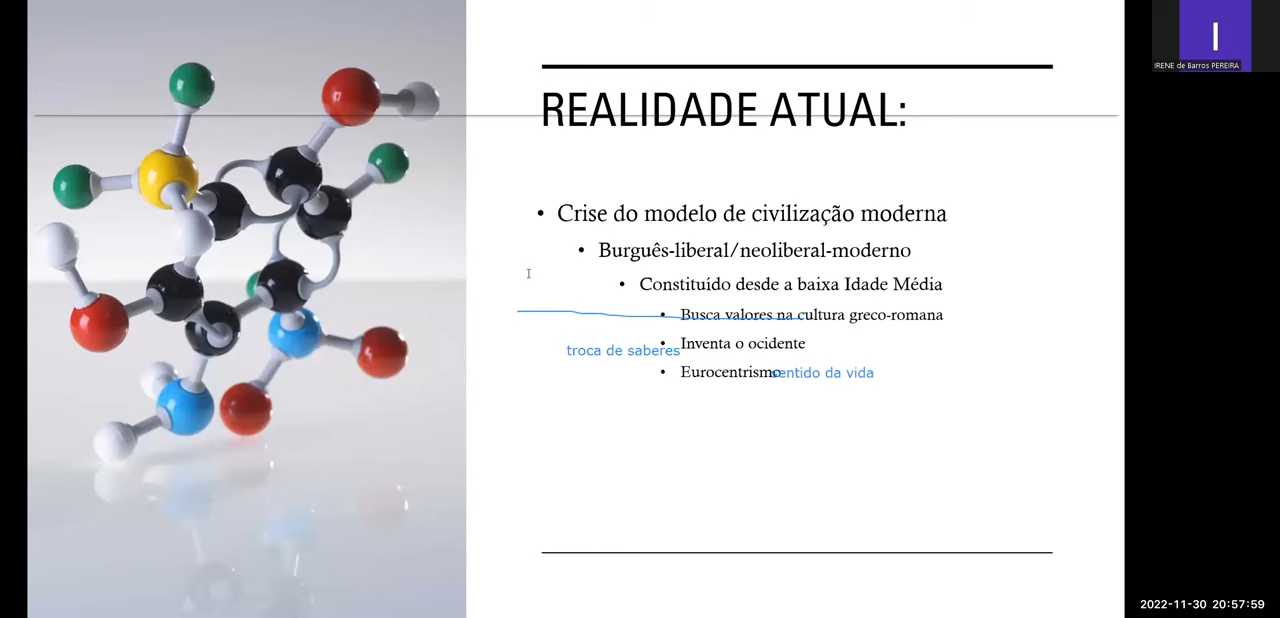 I
IRENE de Barros PEREIRA
REALIDADE ATUAL:
• Crise do modelo de civilização moderna
• Burguês-liberal/neoliberal-moderno
• Constituído desde a baixa Idade Média
• Busca valores na cultura greco-romana
• Inventa o ocidente
troca de saberes
• Eurocentrismo
sentido da vida
2022-11-30 20:57:59